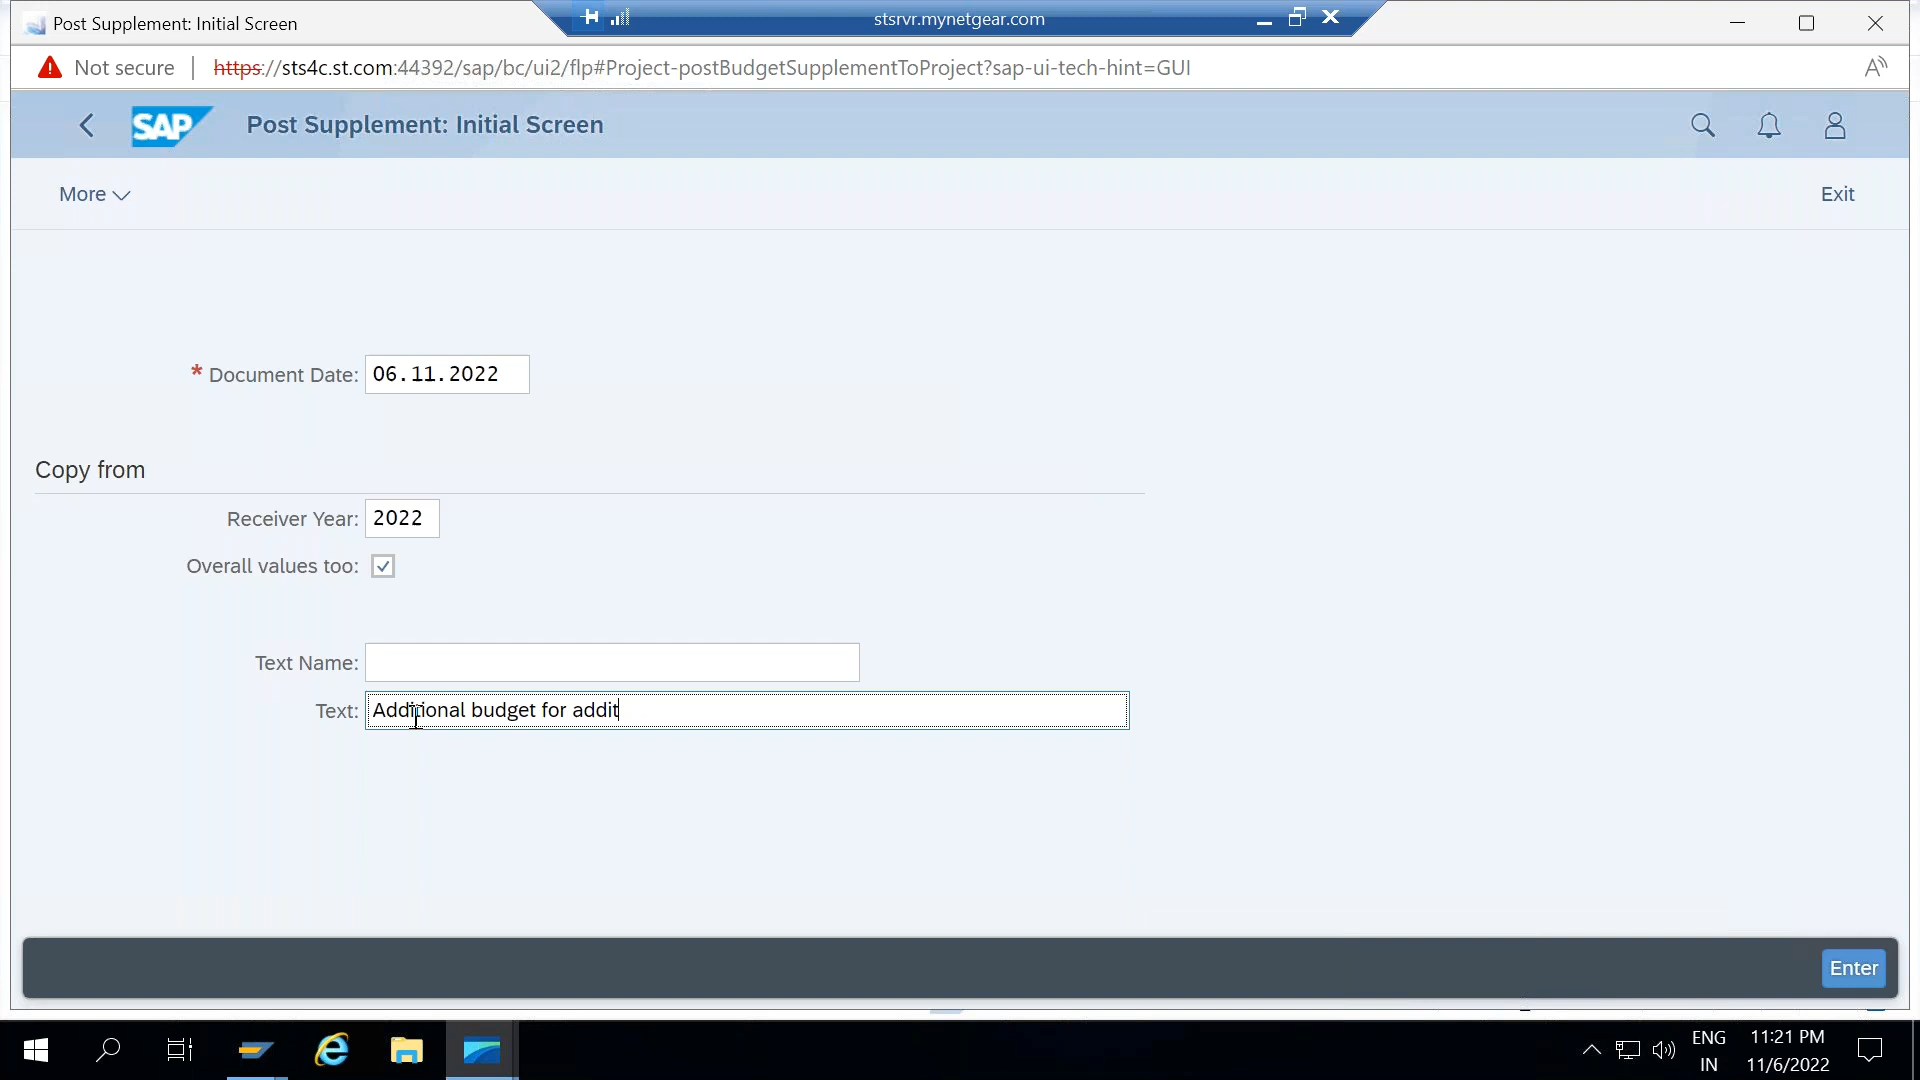 Post Supplement: Initial Screen
stsrvr.mynetgear.com
Not secure
https://sts4c.st.com:44392/sap/bc/ui2/flp#Project-postBudgetSupplementToProject?sap-ui-tech-hint=GUI
SAP
Post Supplement: Initial Screen
More
Exit
* Document Date: 06.11.2022
Copy from
Receiver Year: 2022
Overall values too:
Text Name:
Text: Additional budget for addit
Enter
ENG
IN
11:21 PM
11/6/2022